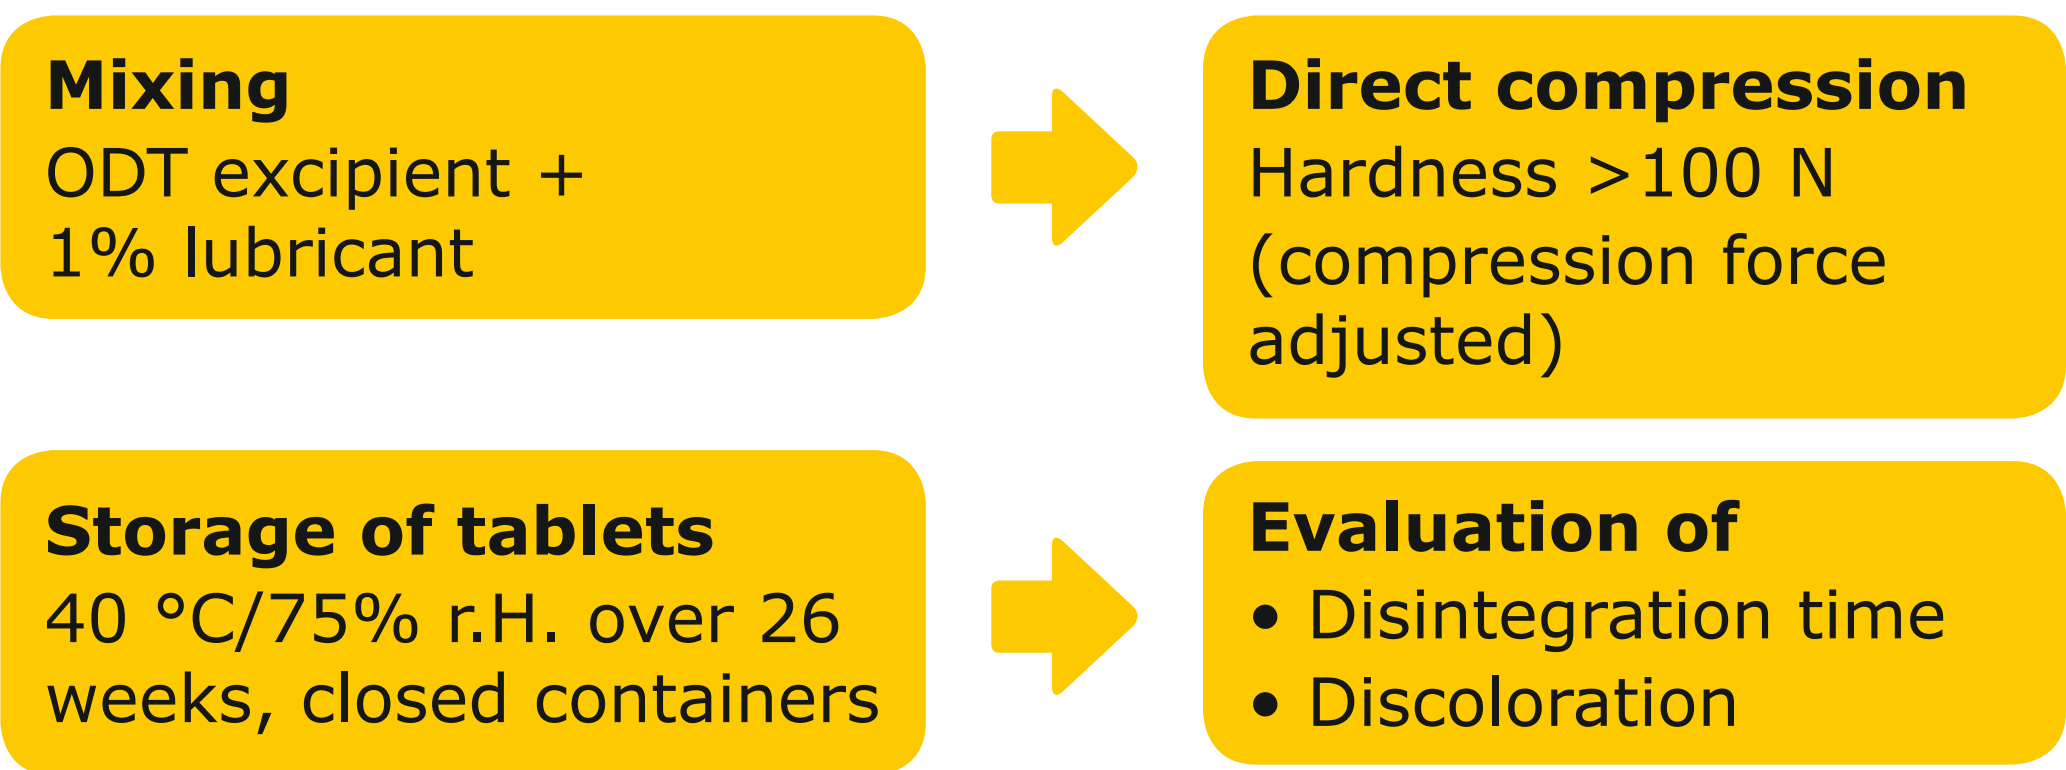 Mixing
ODT excipient +
1% lubricant
Direct compression
Hardness >100 N
(compression force
adjusted)
Storage of tablets
40 °C/75% r.H. over 26
weeks, closed containers
Evaluation of
• Disintegration time
• Discoloration